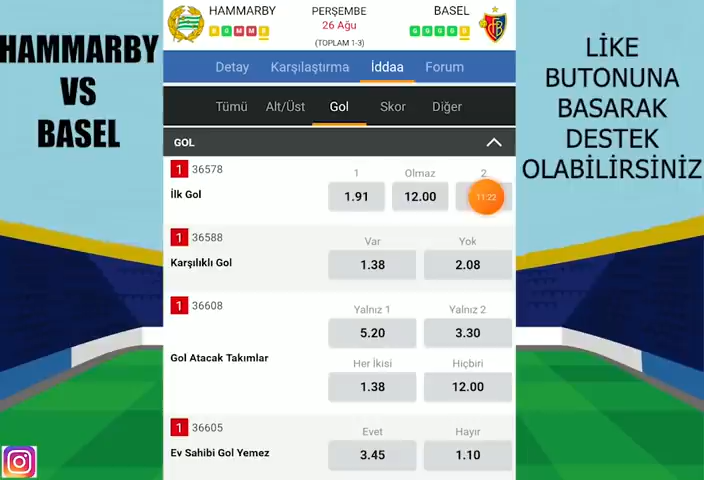 HAMMARBY
VS
BASEL
HAMMARBY
PERŞEMBE
26 Ağu
(TOPLAM 1-3)
BASEL
B G M M B
G G G G B
Detay Karşılaştırma İddaa Forum
Tümü Alt/Üst Gol Skor Diğer
GOL
1 36578
İlk Gol
1 Olmaz 2
1.91 12.00
11:22
1 36588
Karşılıklı Gol
Var Yok
1.38 2.08
1 36608
Gol Atacak Takımlar
Yalnız 1 Yalnız 2
5.20 3.30
Her İkisi Hiçbiri
1.38 12.00
1 36605
Ev Sahibi Gol Yemez
Evet Hayır
3.45 1.10
LİKE
BUTONUNA
BASARAK
DESTEK
OLABİLİRSİNİZ